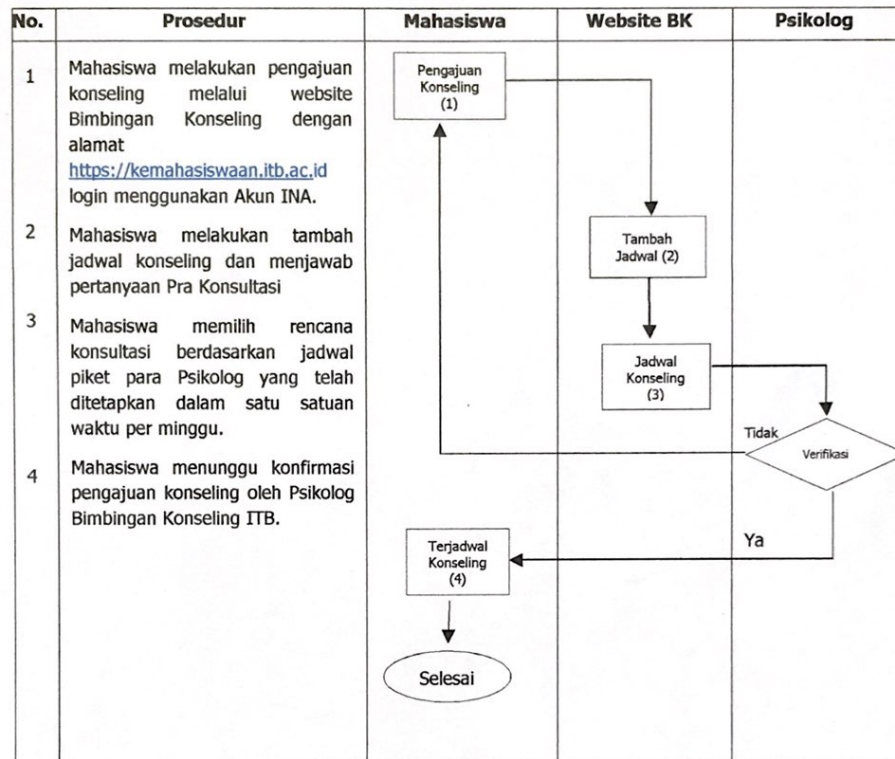 No. Prosedur Mahasiswa Website BK Psikolog
1 Mahasiswa melakukan pengajuan
konseling melalui website
Bimbingan Konseling dengan
alamat
https://kemahasiswaan.itb.ac.id
login menggunakan Akun INA.
2 Mahasiswa melakukan tambah
jadwal konseling dan menjawab
pertanyaan Pra Konsultasi
3 Mahasiswa memilih rencana
konsultasi berdasarkan jadwal
piket para Psikolog yang telah
ditetapkan dalam satu satuan
waktu per minggu.
4 Mahasiswa menunggu konfirmasi
pengajuan konseling oleh Psikolog
Bimbingan Konseling ITB.
Pengajuan
Konseling
(1)
Tambah
Jadwal (2)
Jadwal
Konseling
(3)
Tidak
Verifikasi
Ya
Terjadwal
Konseling
(4)
Selesai